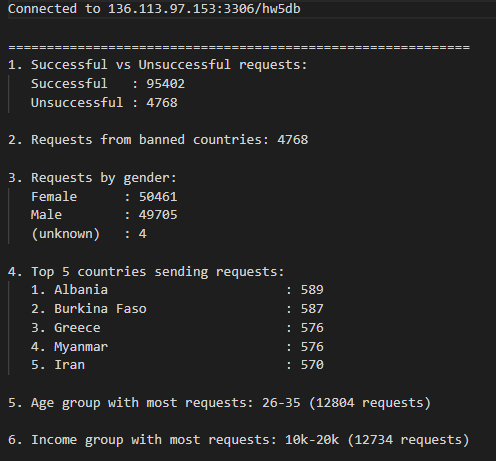 Connected to 136.113.97.153:3306/hw5db
============================================================
1. Successful vs Unsuccessful requests:
Successful   : 95402
Unsuccessful : 4768
2. Requests from banned countries: 4768
3. Requests by gender:
Female      : 50461
Male        : 49705
(unknown)   : 4
4. Top 5 countries sending requests:
1. Albania                       : 589
2. Burkina Faso                  : 587
3. Greece                        : 576
4. Myanmar                       : 576
5. Iran                          : 570
5. Age group with most requests: 26-35 (12804 requests)
6. Income group with most requests: 10k-20k (12734 requests)